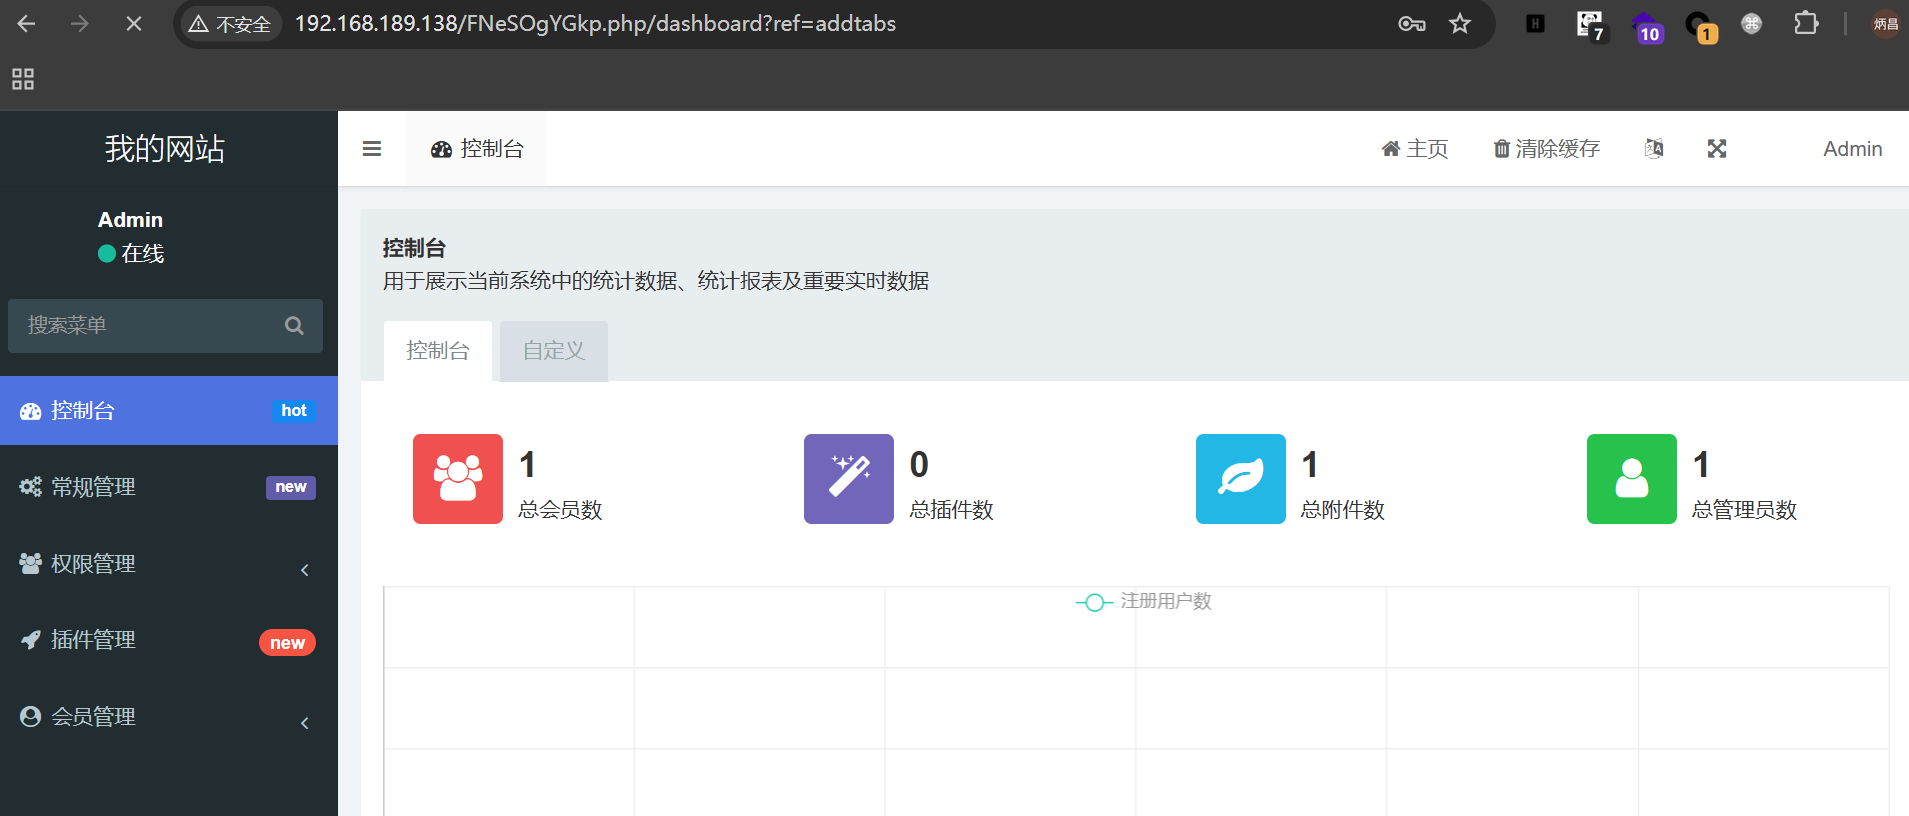 不安全
192.168.189.138/FNeSOgYGkp.php/dashboard?ref=addtabs
H
7
10
1
炳昌
我的网站
Admin
在线
搜索菜单
控制台 hot
常规管理 new
权限管理
插件管理 new
会员管理
控制台
主页
清除缓存
Admin
控制台
用于展示当前系统中的统计数据、统计报表及重要实时数据
控制台 自定义
1
总会员数
0
总插件数
1
总附件数
1
总管理员数
注册用户数